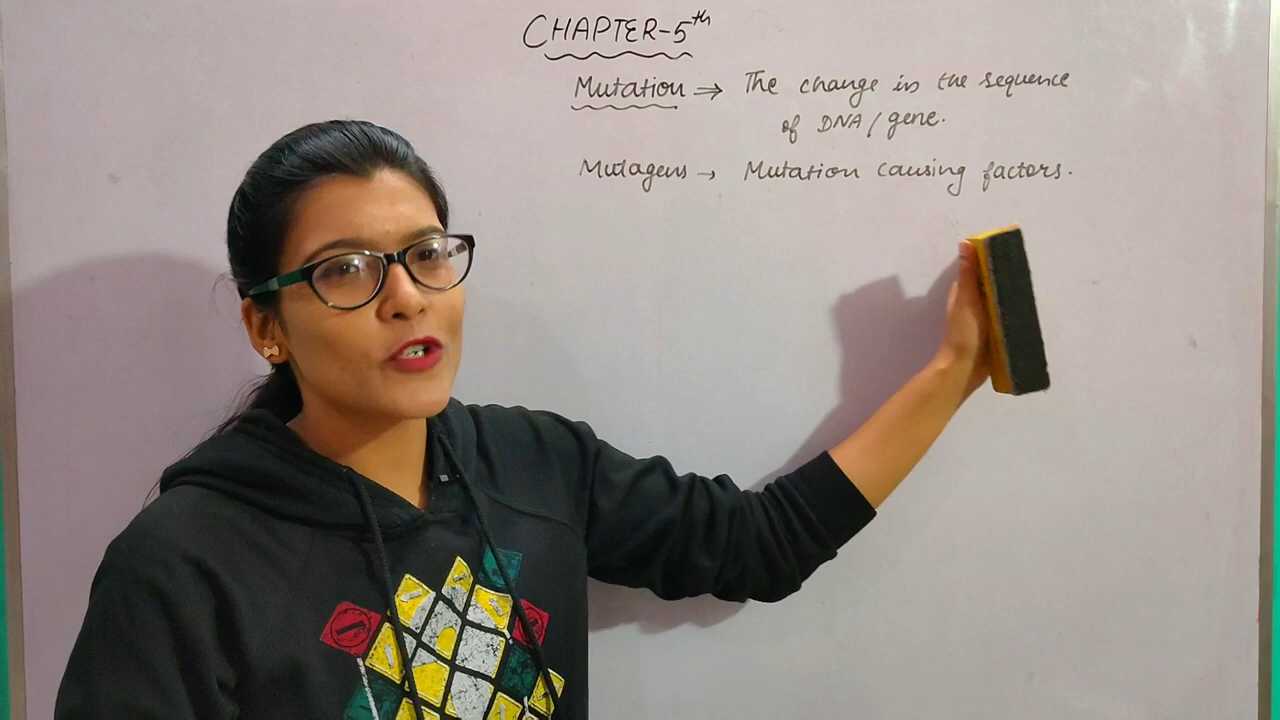 CHAPTER-5th
Mutation ⇒ The change in the sequence
of DNA/gene.
Mutagens → Mutation causing factors.